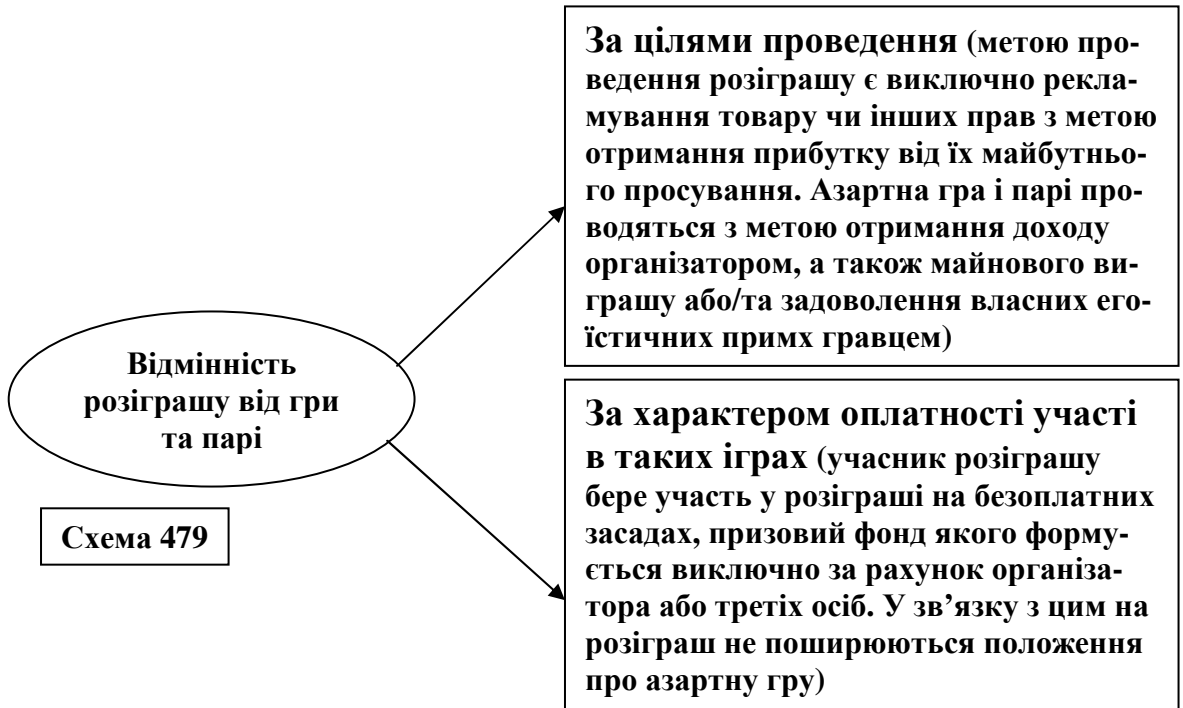 За цілями проведення (метою про-
ведення розіграшу є виключно рекла-
мування товару чи інших прав з метою
отримання прибутку від їх майбутньо-
го просування. Азартна гра і парі про-
водяться з метою отримання доходу
організатором, а також майнового ви-
грашу або/та задоволення власних его-
їстичних примх гравцем)
Відмінність
розіграшу від гри
та парі
Схема 479
За характером оплатності участі
в таких іграх (учасник розіграшу
бере участь у розіграші на безоплатних
засадах, призовий фонд якого форму-
ється виключно за рахунок організа-
тора або третіх осіб. У зв’язку з цим на
розіграш не поширюються положення
про азартну гру)